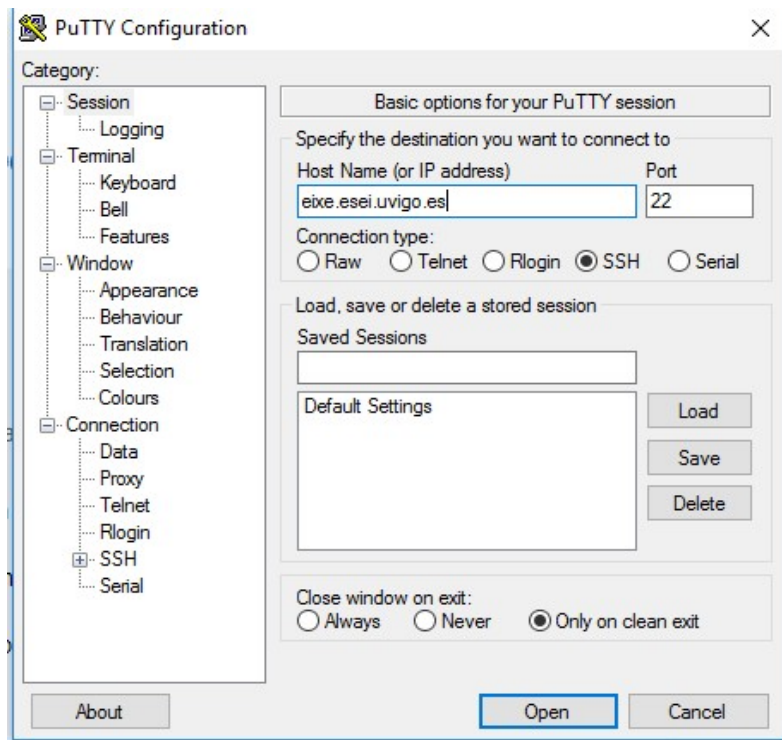 PuTTY Configuration
Category:
Session
Logging
Terminal
Keyboard
Bell
Features
Window
Appearance
Behaviour
Translation
Selection
Colours
Connection
Data
Proxy
Telnet
Rlogin
SSH
Serial
Basic options for your PuTTY session
Specify the destination you want to connect to
Host Name (or IP address) Port
eixe.esei.uvigo.es 22
Connection type:
Raw Telnet Rlogin SSH Serial
Load, save or delete a stored session
Saved Sessions
Default Settings
Load
Save
Delete
Close window on exit:
Always Never Only on clean exit
About Open Cancel